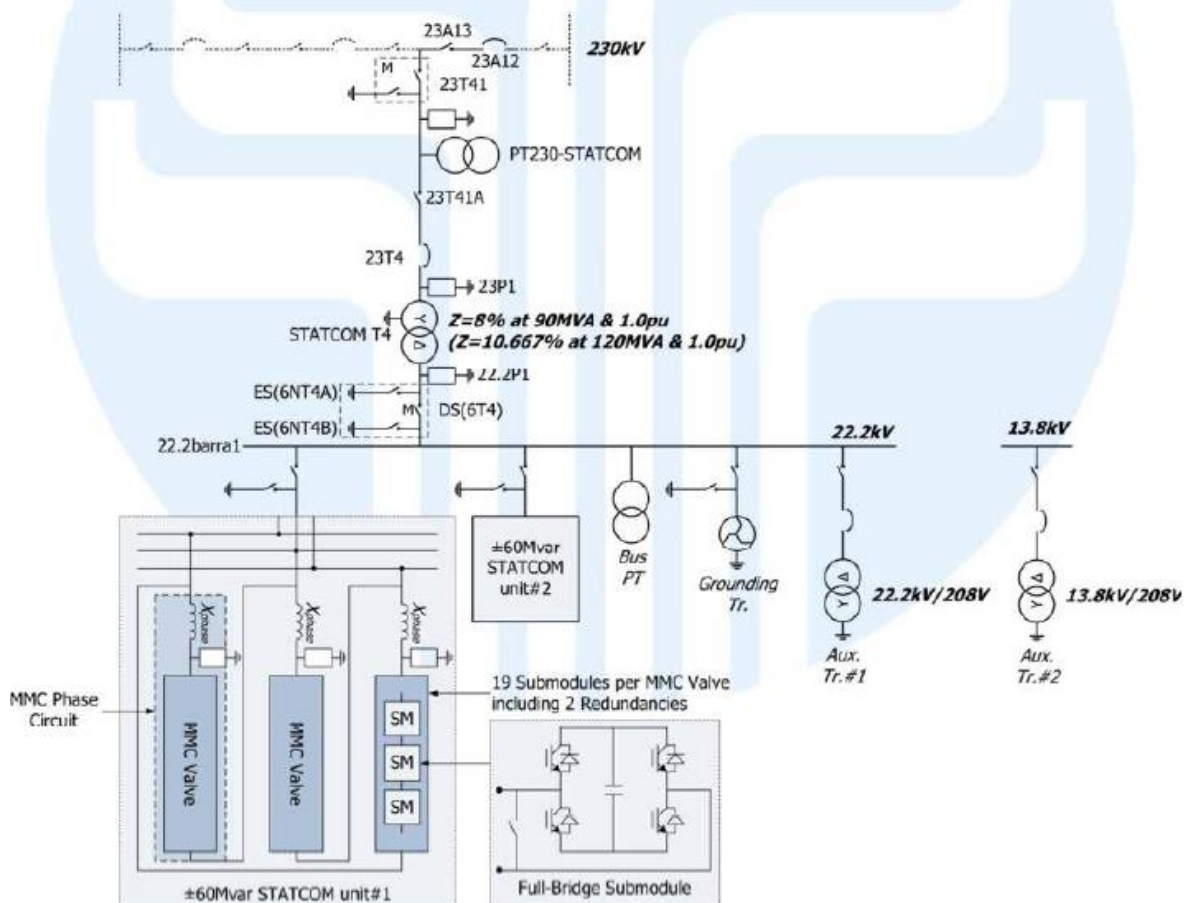 23A13
230kV
23A12
M
23T41
PT230-STATCOM
23T41A
23T4
23P1
Y
STATCOM T4
Δ
Z=8% at 90MVA & 1.0pu
(Z=10.667% at 120MVA & 1.0pu)
22.2P1
ES(6NT4A)
M
DS(6T4)
ES(6NT4B)
22.2barra1
22.2kV
13.8kV
±60Mvar
STATCOM
unit#2
Bus
PT
Grounding
Tr.
Δ
Y
22.2kV/208V
Aux.
Tr.#1
Δ
Y
13.8kV/208V
Aux.
Tr.#2
Xphase
Xphase
Xphase
MMC Phase
Circuit
MMC Valve
MMC Valve
SM
SM
SM
19 Submodules per MMC Valve
including 2 Redundancies
±60Mvar STATCOM unit#1
Full-Bridge Submodule